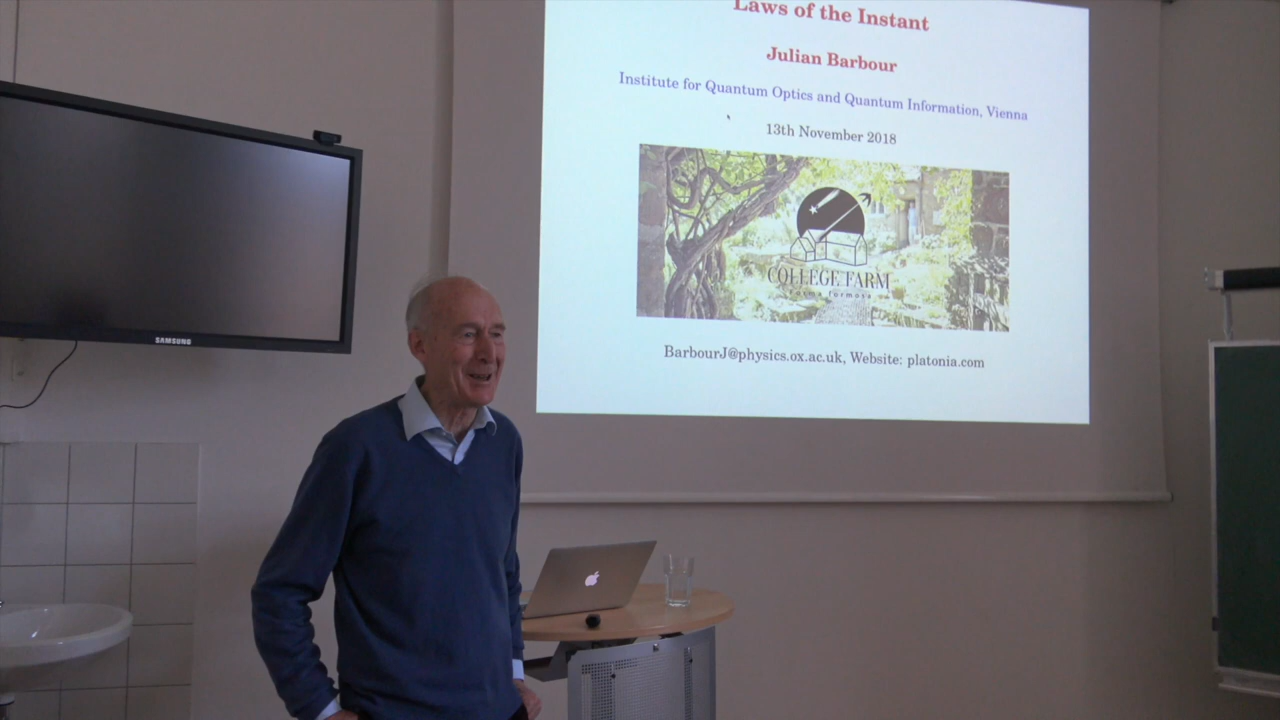 Laws of the Instant
Julian Barbour
Institute for Quantum Optics and Quantum Information, Vienna
13th November 2018
COLLEGE FARM
BarbourJ@physics.ox.ac.uk, Website: platonia.com
SAMSUNG